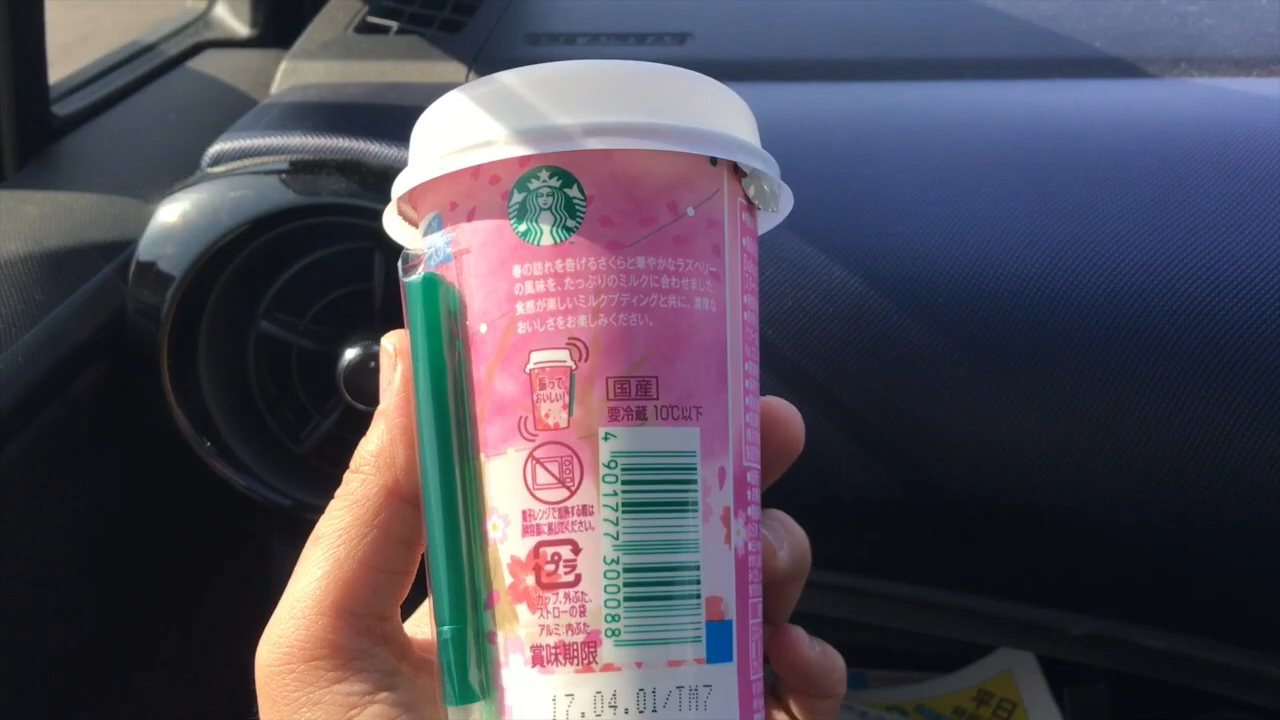 春の訪れを告げるさくらと華やかなラズベリー
の風味を、たっぷりのミルクに合わせました。
食感が楽しいミルクプディングと共に、濃厚な
おいしさをお楽しみください。
振って
おいしい!
国産
要冷蔵 10℃以下
4 901777 300088
電子レンジで加熱する際は
別容器に移してください。
プラ
カップ、外ぶた、
ストローの袋
アルミ:内ぶた
賞味期限
17.04.01/TM7
平日